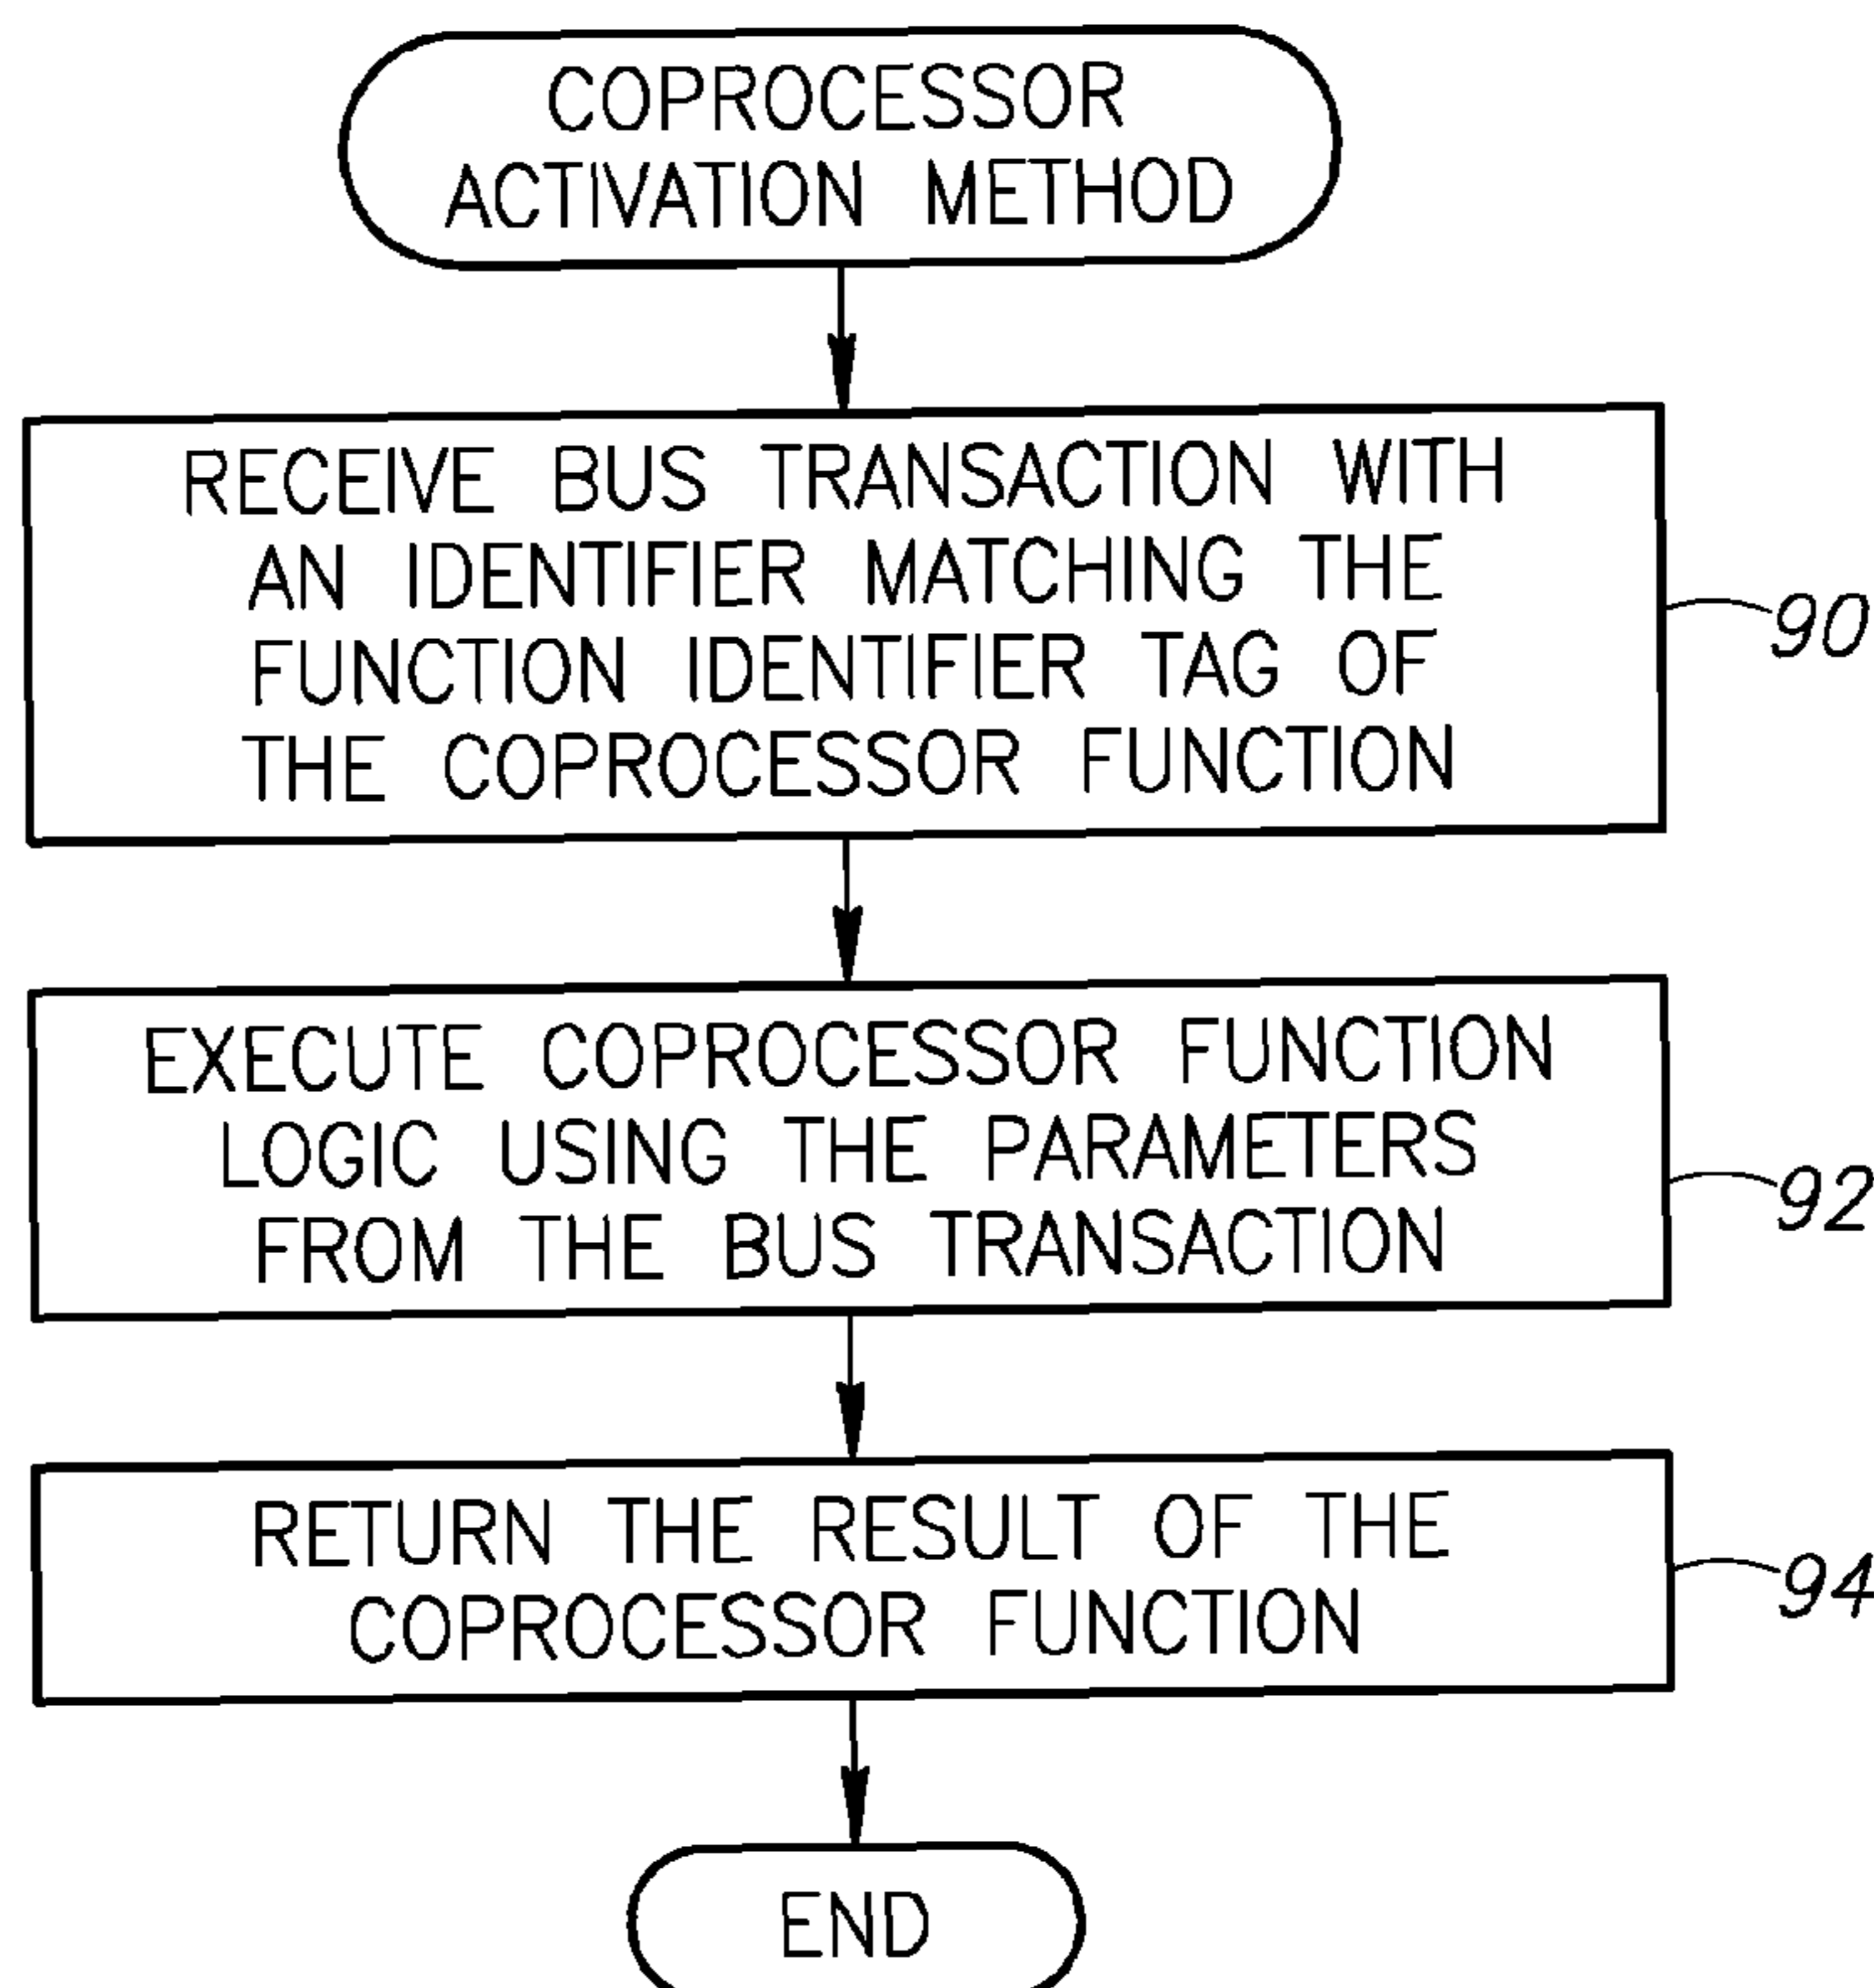 COPROCESSOR
ACTIVATION METHOD
RECEIVE BUS TRANSACTION WITH
AN IDENTIFIER MATCHING THE
FUNCTION IDENTIFIER TAG OF
THE COPROCESSOR FUNCTION
90
EXECUTE COPROCESSOR FUNCTION
LOGIC USING THE PARAMETERS
FROM THE BUS TRANSACTION
92
RETURN THE RESULT OF THE
COPROCESSOR FUNCTION
94
END